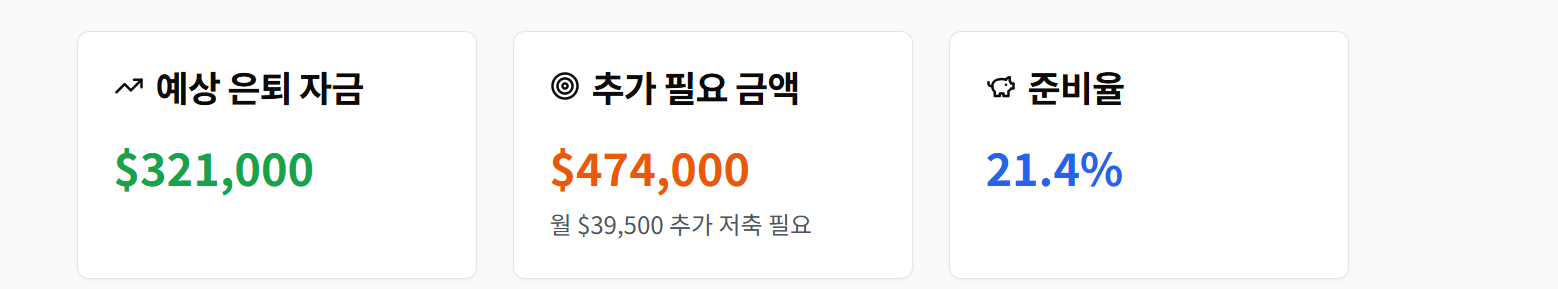 예상 은퇴 자금
$321,000
추가 필요 금액
$474,000
월 $39,500 추가 저축 필요
준비율
21.4%